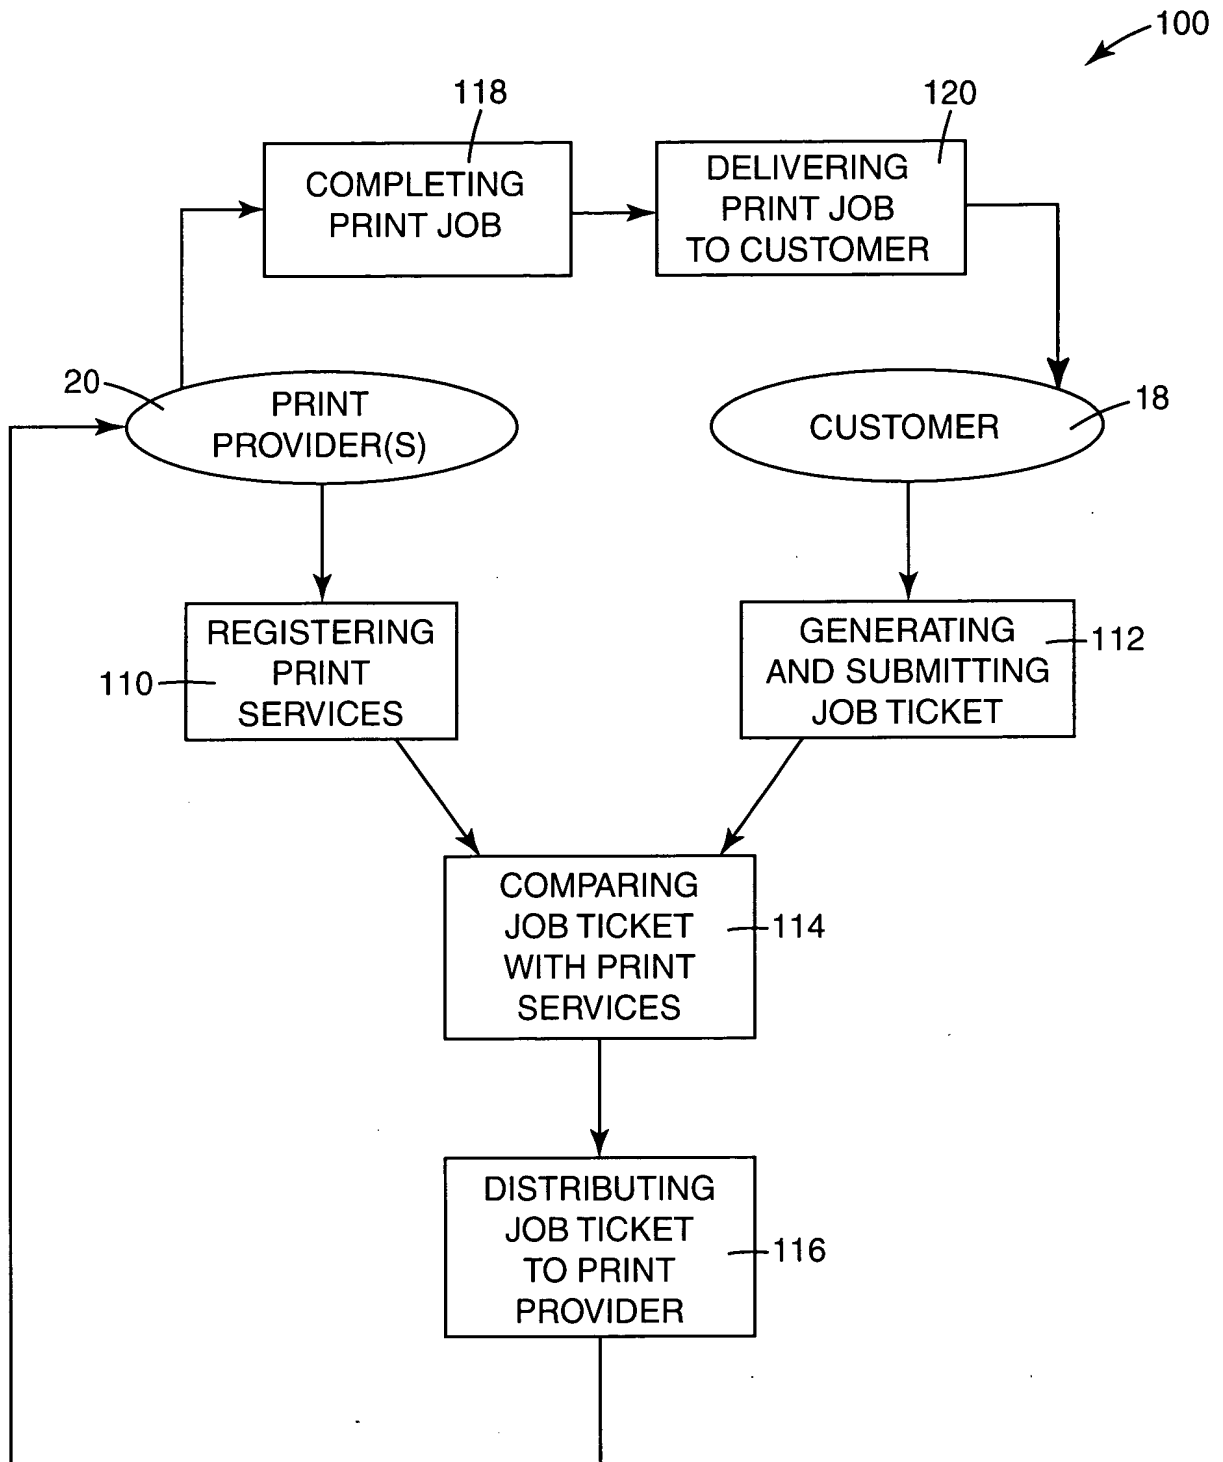 100
118
120
COMPLETING
PRINT JOB
DELIVERING
PRINT JOB
TO CUSTOMER
20
PRINT
PROVIDER(S)
CUSTOMER
18
REGISTERING
PRINT
SERVICES
110
GENERATING
AND SUBMITTING
JOB TICKET
112
COMPARING
JOB TICKET
WITH PRINT
SERVICES
114
DISTRIBUTING
JOB TICKET
TO PRINT
PROVIDER
116